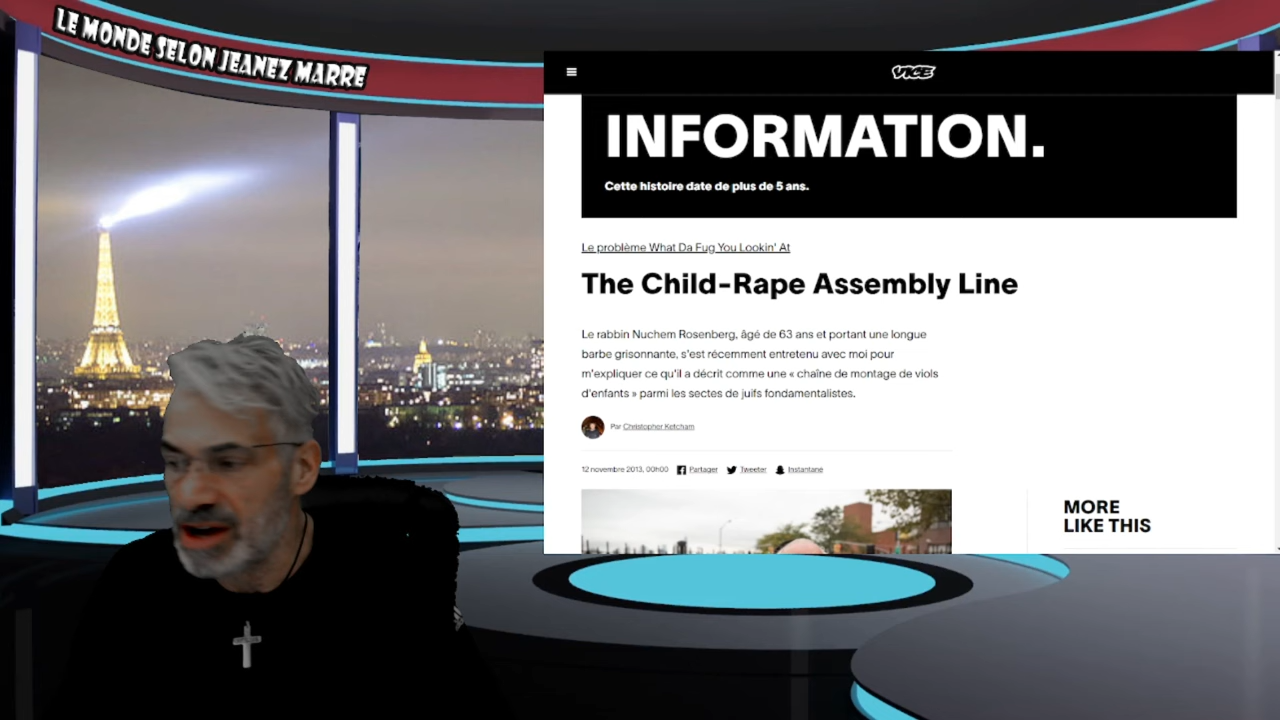 LE MONDE SELON JEANEZ MARRE
VICE
INFORMATION.
Cette histoire date de plus de 5 ans.
Le problème What Da Fug You Lookin' At
The Child-Rape Assembly Line
Le rabbin Nuchem Rosenberg, âgé de 63 ans et portant une longue
barbe grisonnante, s'est récemment entretenu avec moi pour
m'expliquer ce qu'il a décrit comme une « chaîne de montage de viols
d'enfants » parmi les sectes de juifs fondamentalistes.
Par Christopher Ketcham
12 novembre 2013, 00h00 Partager Tweeter Instantané
MORE
LIKE THIS